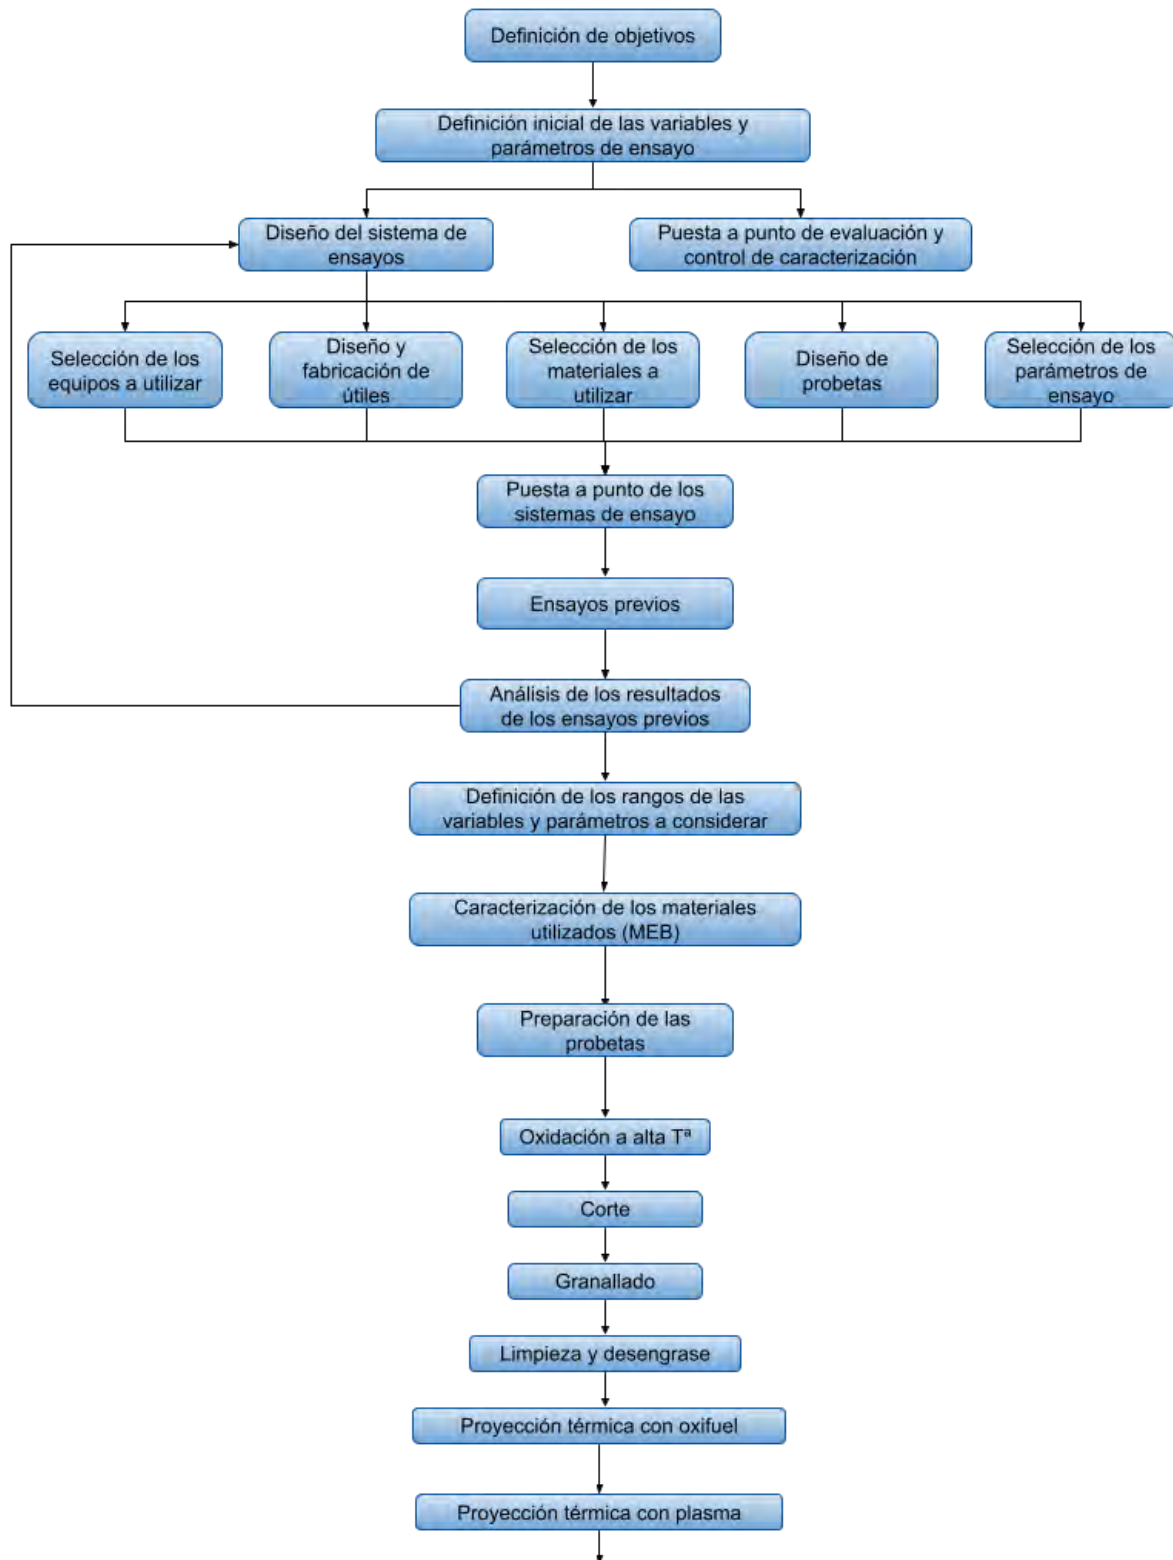 Definición de objetivos
Definición inicial de las variables y
parámetros de ensayo
Diseño del sistema de
ensayos
Puesta a punto de evaluación y
control de caracterización
Selección de los
equipos a utilizar
Diseño y
fabricación de
útiles
Selección de los
materiales a
utilizar
Diseño de
probetas
Selección de los
parámetros de
ensayo
Puesta a punto de los
sistemas de ensayo
Ensayos previos
Análisis de los resultados
de los ensayos previos
Definición de los rangos de las
variables y parámetros a considerar
Caracterización de los materiales
utilizados (MEB)
Preparación de las
probetas
Oxidación a alta Tª
Corte
Granallado
Limpieza y desengrase
Proyección térmica con oxifuel
Proyección térmica con plasma